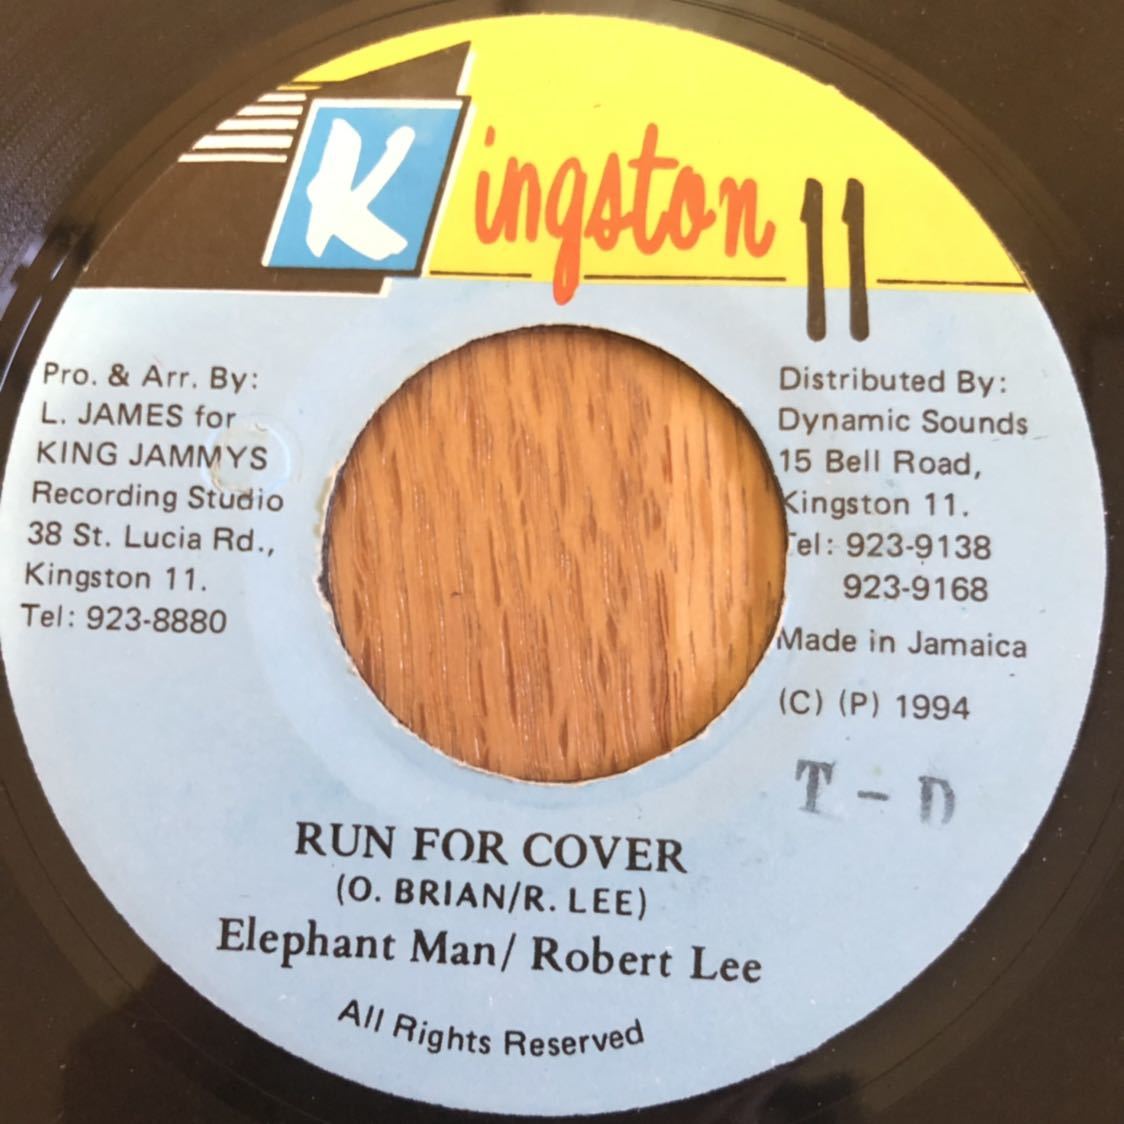 Kingston 11
Pro. & Arr. By:
L. JAMES for
KING JAMMYS
Recording Studio
38 St. Lucia Rd.,
Kingston 11.
Tel: 923-8880
Distributed By:
Dynamic Sounds
15 Bell Road,
Kingston 11.
Tel: 923-9138
923-9168
Made in Jamaica
(C) (P) 1994
T - D
RUN FOR COVER
(O. BRIAN/R. LEE)
Elephant Man/ Robert Lee
All Rights Reserved